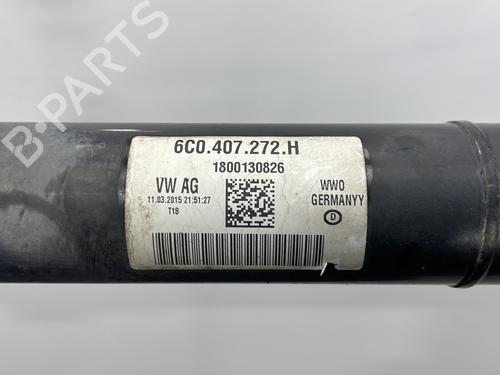 B-PARTS
6C0.407.272.H
1800130826
VW AG
11.03.2015 21:51:27
T18
WWO
GERMANYY
D